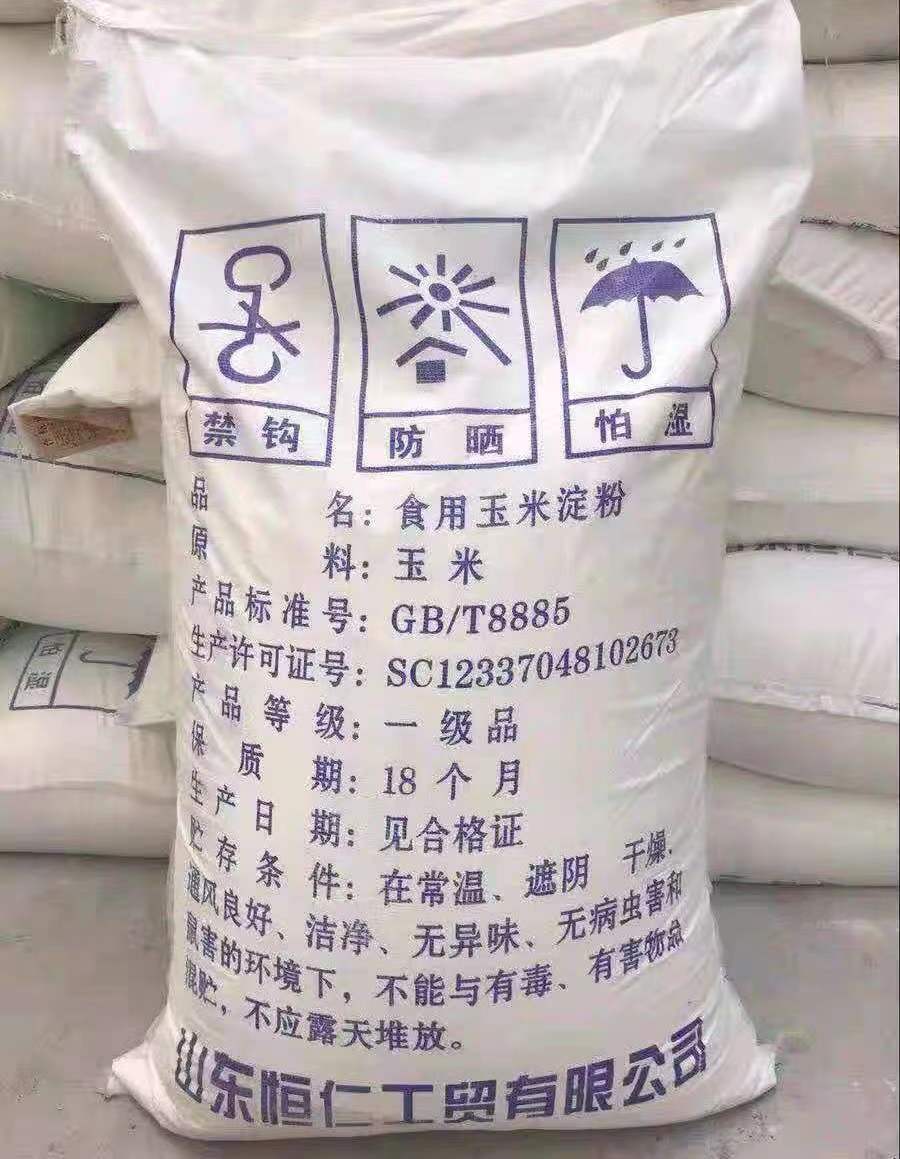 禁钩
防晒
怕湿
品名：食用玉米淀粉
原料：玉米
产品标准号：GB/T8885
生产许可证号：SC12337048102673
产品等级：一级品
保质期：18个月
生产日期：见合格证
贮存条件：在常温、遮阴 干燥、
通风良好、洁净、无异味、无病虫害和
鼠害的环境下，不能与有毒、有害物品
混贮，不应露天堆放。
山东恒仁工贸有限公司